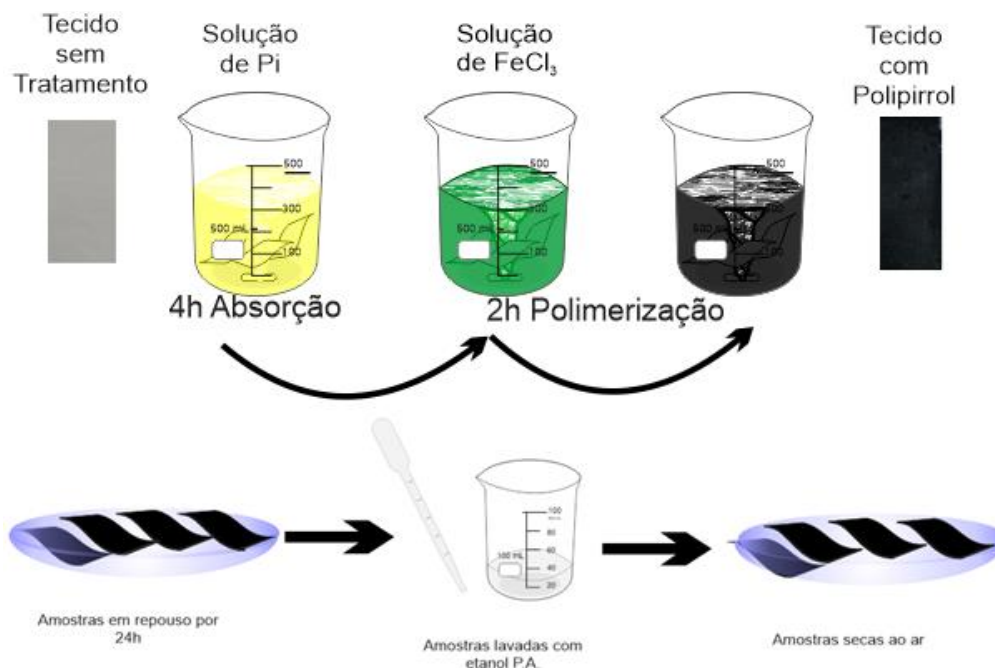 Tecido
sem
Tratamento
Solução
de Pi
Solução
de FeCl₃
Tecido
com
Polipirrol
500
300
500 mL
100
500
300
500 mL
100
500
300
500 mL
100
4h Absorção
2h Polimerização
100
80
60
100 mL
40
20
Amostras em repouso por
24h
Amostras lavadas com
etanol P.A.
Amostras secas ao ar